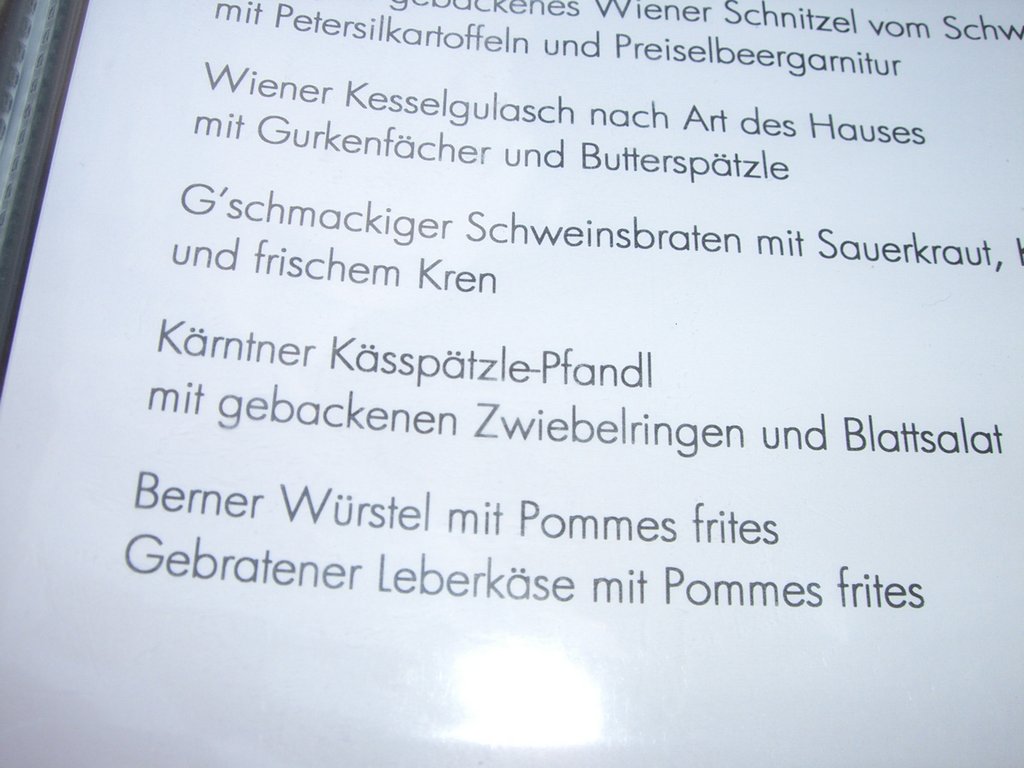 gebackenes Wiener Schnitzel vom
mit Petersilkartoffeln und Preiselbeergarnitur
Wiener Kesselgulasch nach Art des Hauses
mit Gurkenfächer und Butterspätzle
G'schmackiger Schweinsbraten mit Sauerkraut,
und frischem Kren
Kärntner Kässpätzle-Pfandl
mit gebackenen Zwiebelringen und Blattsalat
Berner Würstel mit Pommes frites
Gebratener Leberkäse mit Pommes frites